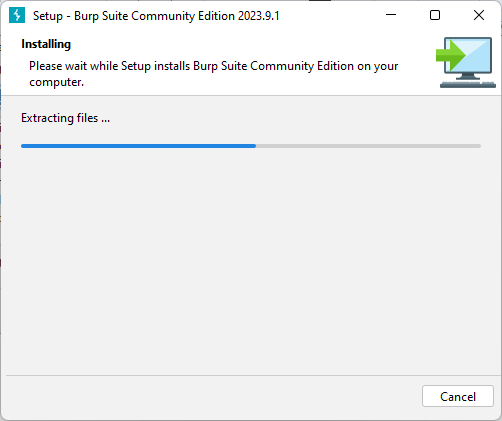 Setup - Burp Suite Community Edition 2023.9.1
Installing
Please wait while Setup installs Burp Suite Community Edition on your
computer.
Extracting files ...
Cancel